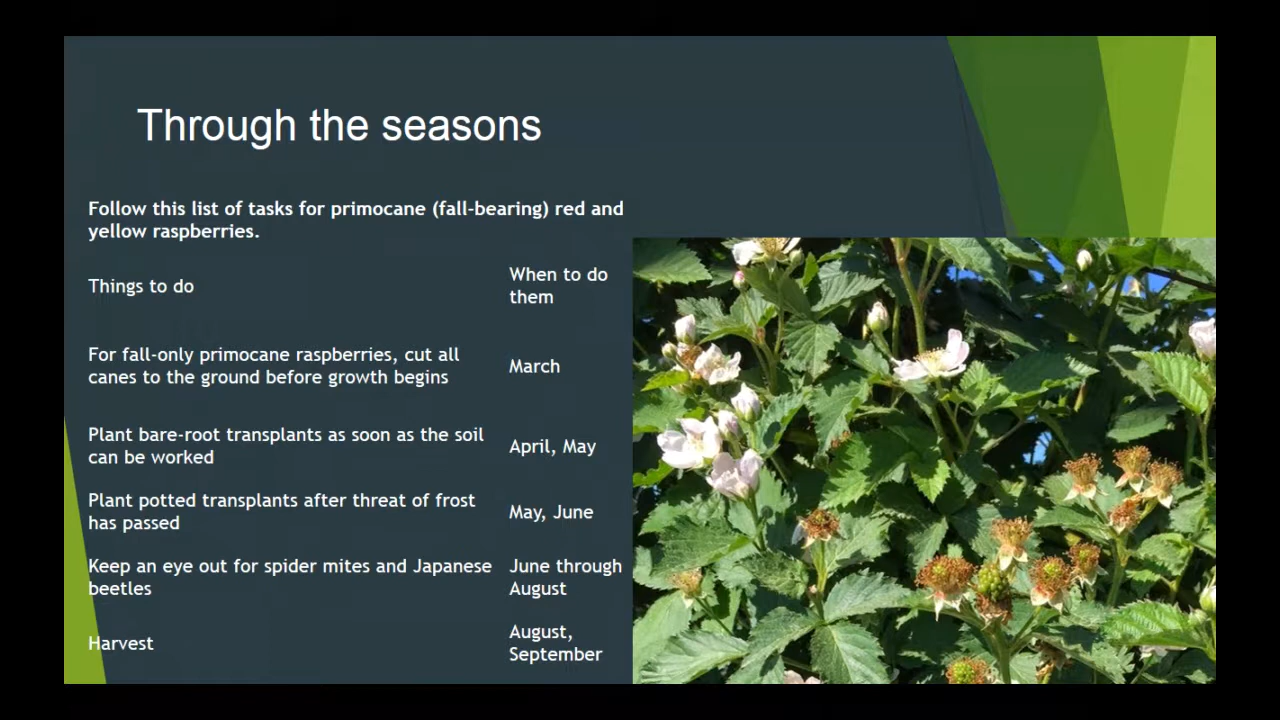 Through the seasons
Follow this list of tasks for primocane (fall-bearing) red and
yellow raspberries.
Things to do
When to do
them
For fall-only primocane raspberries, cut all
canes to the ground before growth begins
March
Plant bare-root transplants as soon as the soil
can be worked
April, May
Plant potted transplants after threat of frost
has passed
May, June
Keep an eye out for spider mites and Japanese
beetles
June through
August
Harvest
August,
September